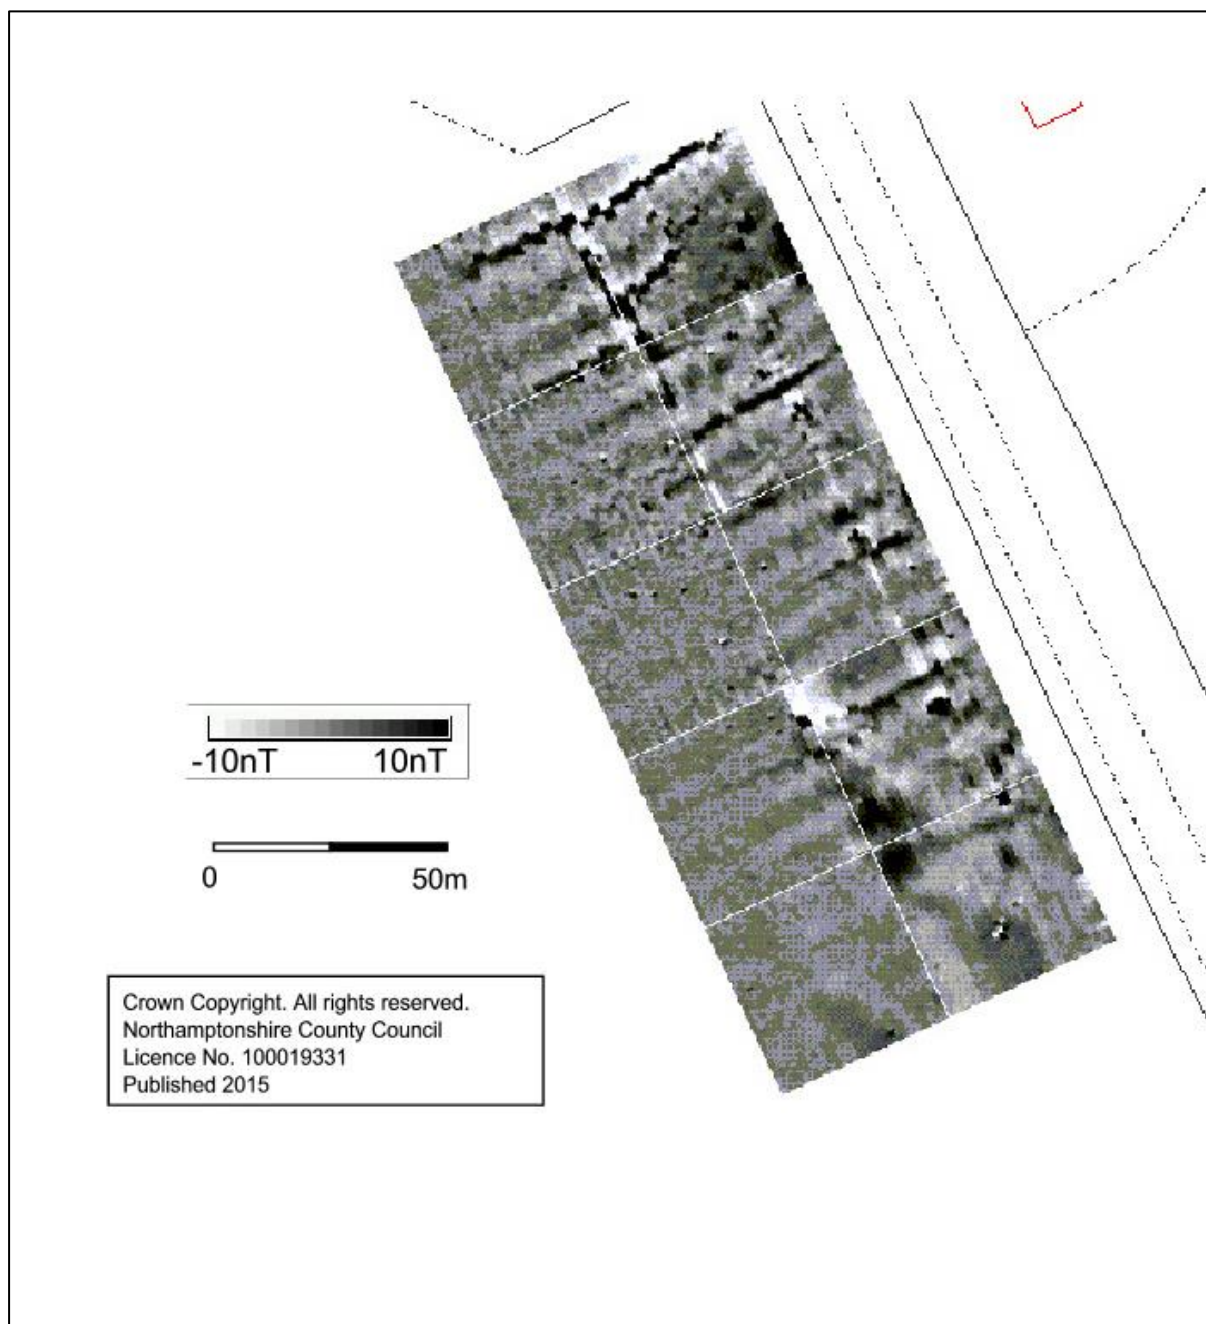 -10nT 10nT
0 50m
Crown Copyright. All rights reserved.
Northamptonshire County Council
Licence No. 100019331
Published 2015